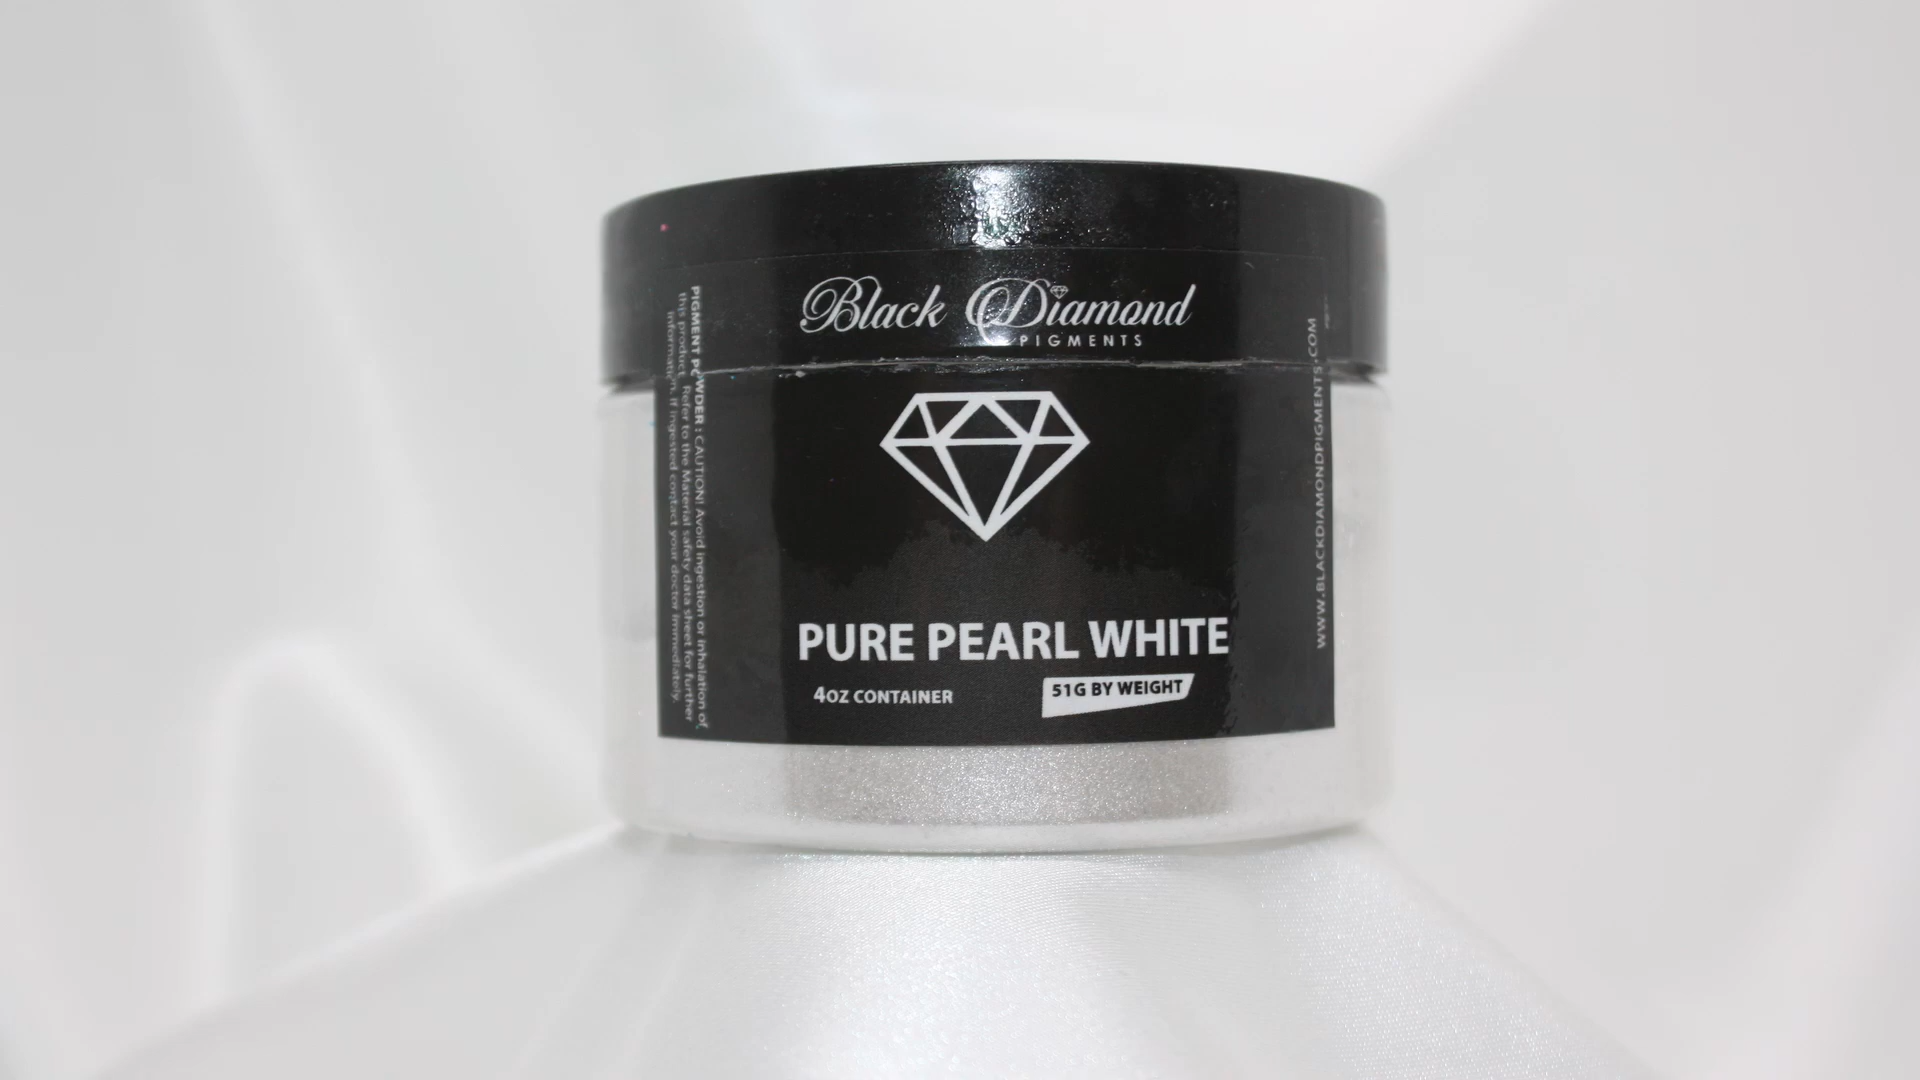 Black Diamond
PIGMENTS
PURE PEARL WHITE
4OZ CONTAINER
51G BY WEIGHT
PIGMENT POWDER : CAUTION! Avoid ingestion or inhalation of
this product. Refer to the Material safety data sheet for further
information. If ingested contact your doctor immediately.
WWW.BLACKDIAMONDPIGMENTS.COM